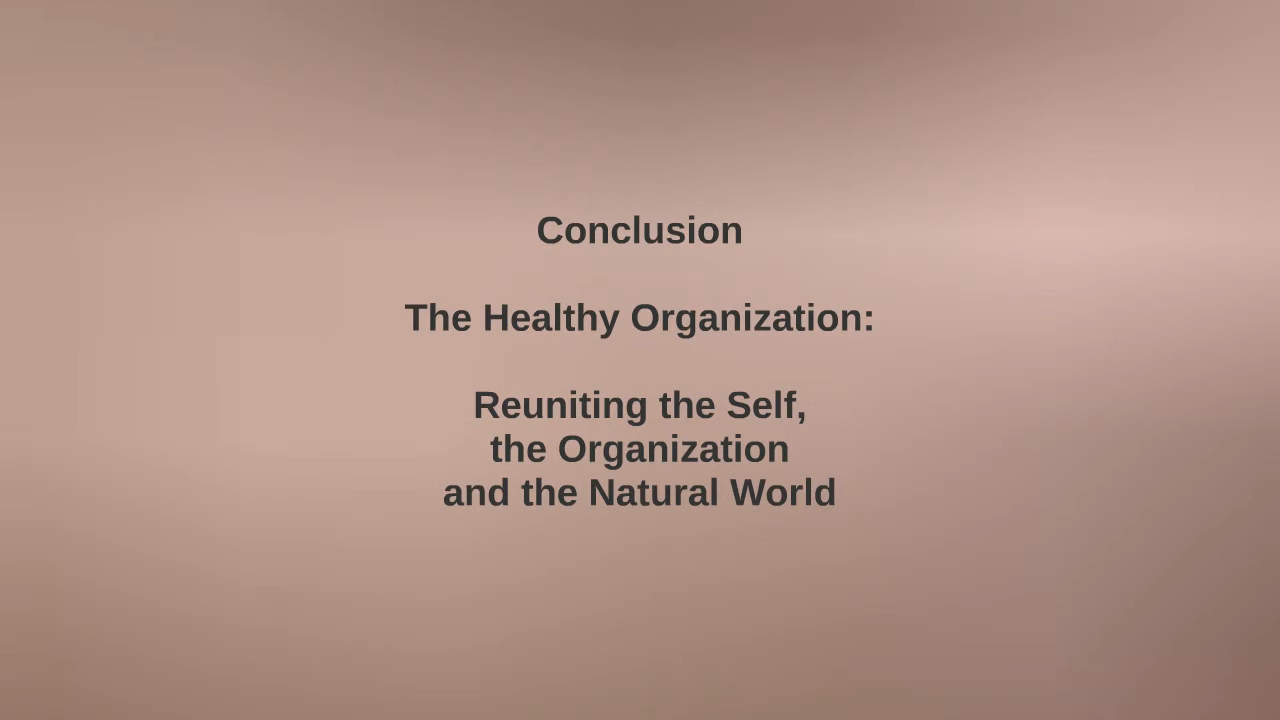 Conclusion
The Healthy Organization:
Reuniting the Self,
the Organization
and the Natural World